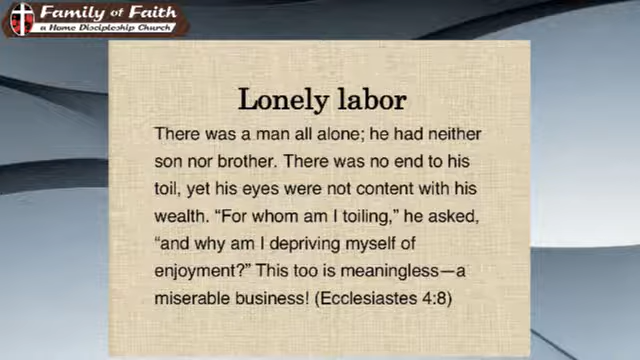 Family of Faith
a Home Discipleship Church
Lonely labor
There was a man all alone; he had neither
son nor brother. There was no end to his
toil, yet his eyes were not content with his
wealth. “For whom am I toiling,” he asked,
“and why am I depriving myself of
enjoyment?” This too is meaningless—a
miserable business! (Ecclesiastes 4:8)